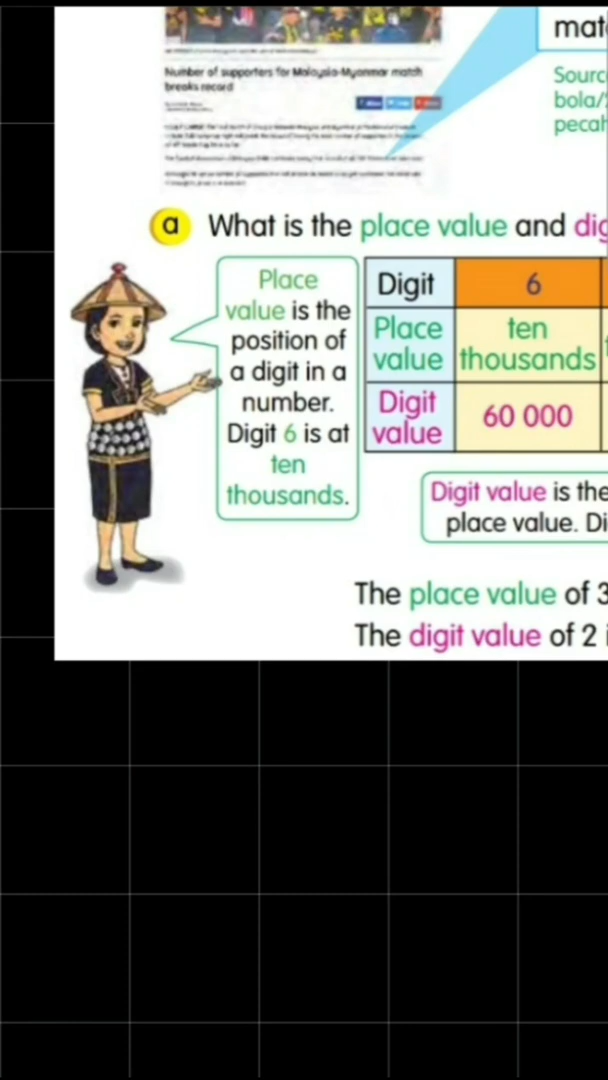 mat
Sourc
bola/
pecah
Number of supporters for Malaysia-Myanmar match
breaks record
a What is the place value and dig
Place
value is the
position of
a digit in a
number.
Digit 6 is at
ten
thousands.
Digit 6
Place value ten thousands
Digit value 60 000
Digit value is the
place value. Di
The place value of 3
The digit value of 2 i